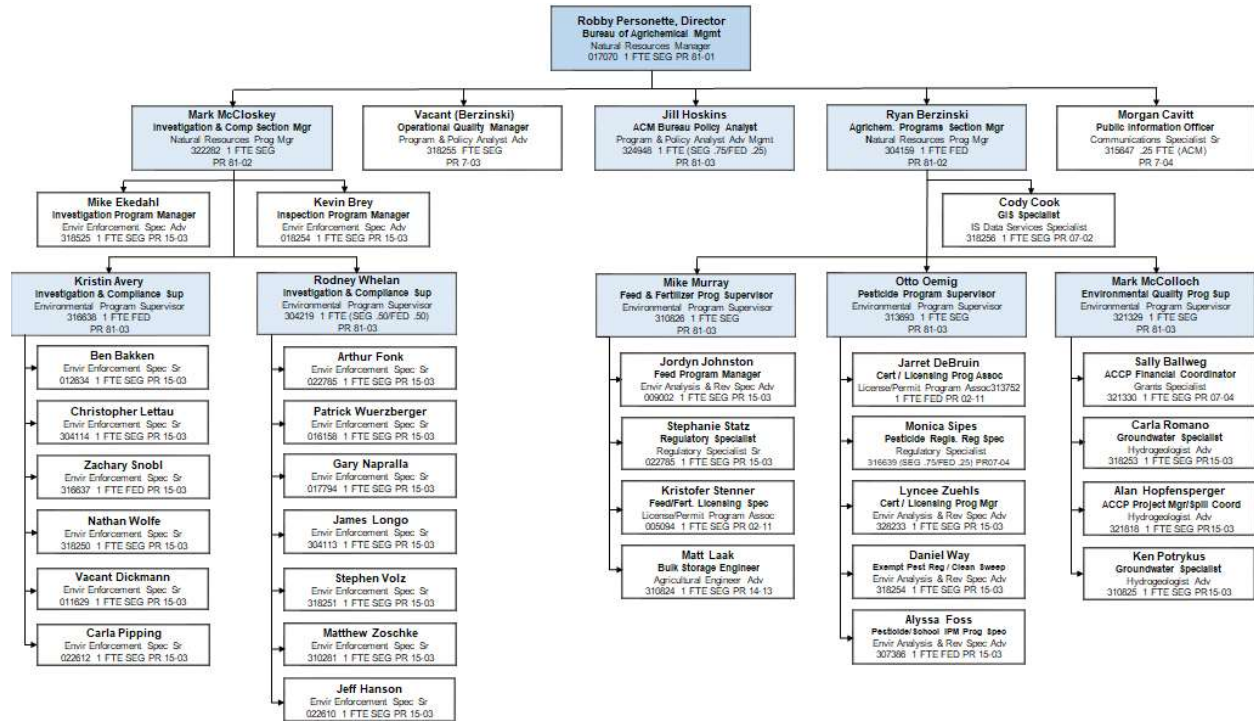 Robby Personette, Director
Bureau of Agrichemical Mgmt
Natural Resources Manager
017070 1 FTE SEG PR 81-01
Mark McCloskey
Investigation & Comp Section Mgr
Natural Resources Prog Mgr
322262 1 FTE SEG
PR 81-02
Vacant (Berzinski)
Operational Quality Manager
Program & Policy Analyst Adv
318255 FTE SEG
PR 7-03
Jill Hoskins
ACM Bureau Policy Analyst
Program & Policy Analyst Adv Mgmt
324948 1 FTE (SEG .75/FED .25)
PR 81-03
Ryan Berzinski
Agrichem. Programs Section Mgr
Natural Resources Prog Mgr
304159 1 FTE FED
PR 81-02
Morgan Cavitt
Public Information Officer
Communications Specialist Sr
315647 .25 FTE (ACM)
PR 7-04
Mike Ekedahl
Investigation Program Manager
Envir Enforcement Spec Adv
318525 1 FTE SEG PR 15-03
Kevin Brey
Inspection Program Manager
Envir Enforcement Spec Adv
018254 1 FTE SEG PR 15-03
Cody Cook
GIS Specialist
IS Data Services Specialist
318256 1 FTE SEG PR 07-02
Kristin Avery
Investigation & Compliance Sup
Environmental Program Supervisor
316638 1 FTE FED
PR 81-03
Rodney Whelan
Investigation & Compliance Sup
Environmental Program Supervisor
304219 1 FTE (SEG .50/FED .50)
PR 81-03
Mike Murray
Feed & Fertilizer Prog Supervisor
Environmental Program Supervisor
310826 1 FTE SEG
PR 81-03
Otto Oemig
Pesticide Program Supervisor
Environmental Program Supervisor
313693 1 FTE SEG
PR 81-03
Mark McColloch
Environmental Quality Prog Sup
Environmental Program Supervisor
321329 1 FTE SEG
PR 81-03
Ben Bakken
Envir Enforcement Spec Sr
012634 1 FTE SEG PR 15-03
Christopher Lettau
Envir Enforcement Spec Sr
304114 1 FTE SEG PR 15-03
Zachary Snobl
Envir Enforcement Spec Sr
316637 1 FTE FED PR 15-03
Nathan Wolfe
Envir Enforcement Spec Sr
318250 1 FTE SEG PR 15-03
Vacant Dickmann
Envir Enforcement Spec Sr
011629 1 FTE SEG PR 15-03
Carla Pipping
Envir Enforcement Spec Sr
022612 1 FTE SEG PR 15-03
Arthur Fonk
Envir Enforcement Spec Sr
022785 1 FTE SEG PR 15-03
Patrick Wuerzberger
Envir Enforcement Spec Sr
016158 1 FTE SEG PR 15-03
Gary Napralla
Envir Enforcement Spec Sr
017794 1 FTE SEG PR 15-03
James Longo
Envir Enforcement Spec Sr
304113 1 FTE SEG PR 15-03
Stephen Volz
Envir Enforcement Spec Sr
318251 1 FTE SEG PR 15-03
Matthew Zoschke
Envir Enforcement Spec Sr
310281 1 FTE SEG PR 15-03
Jeff Hanson
Envir Enforcement Spec Sr
022610 1 FTE SEG PR 15-03
Jordyn Johnston
Feed Program Manager
Envir Analysis & Rev Spec Adv
009002 1 FTE SEG PR 15-03
Stephanie Statz
Regulatory Specialist
Regulatory Specialist Sr
022785 1 FTE SEG PR 15-03
Kristofer Stenner
Feed/Fert. Licensing Spec
License/Permit Program Assoc
005094 1 FTE SEG PR 02-11
Matt Laak
Bulk Storage Engineer
Agricultural Engineer Adv
310824 1 FTE SEG PR 14-13
Jarret DeBruin
Cert / Licensing Prog Assoc
License/Permit Program Assoc313752
1 FTE FED PR 02-11
Monica Sipes
Pesticide Regis. Reg Spec
Regulatory Specialist
316639 (SEG .75/FED .25) PR07-04
Lyncee Zuehls
Cert / Licensing Prog Mgr
Envir Analysis & Rev Spec Adv
328233 1 FTE SEG PR 15-03
Daniel Way
Exempt Pest Reg / Clean Sweep
Envir Analysis & Rev Spec Adv
318254 1 FTE SEG PR 15-03
Alyssa Foss
Pesticide/School IPM Prog Spec
Envir Analysis & Rev Spec Adv
307386 1 FTE FED PR 15-03
Sally Ballweg
ACCP Financial Coordinator
Grants Specialist
321330 1 FTE SEG PR 07-04
Carla Romano
Groundwater Specialist
Hydrogeologist Adv
318253 1 FTE SEG PR15-03
Alan Hopfensperger
ACCP Project Mgr/Spill Coord
Hydrogeologist Adv
321818 1 FTE SEG PR15-03
Ken Potrykus
Groundwater Specialist
Hydrogeologist Adv
310825 1 FTE SEG PR15-03